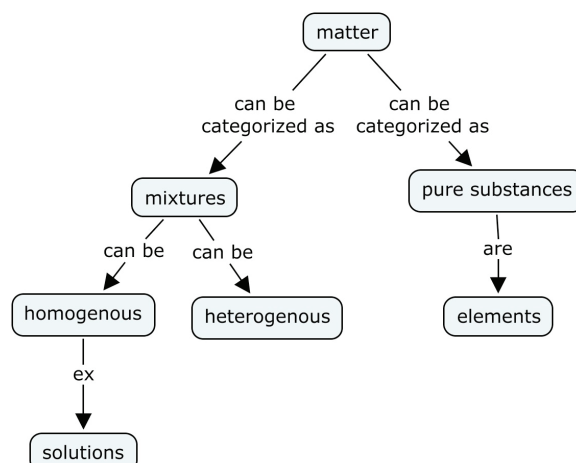 matter
can be
categorized as
can be
categorized as
mixtures
pure substances
can be
can be
are
homogenous
heterogenous
elements
ex
solutions